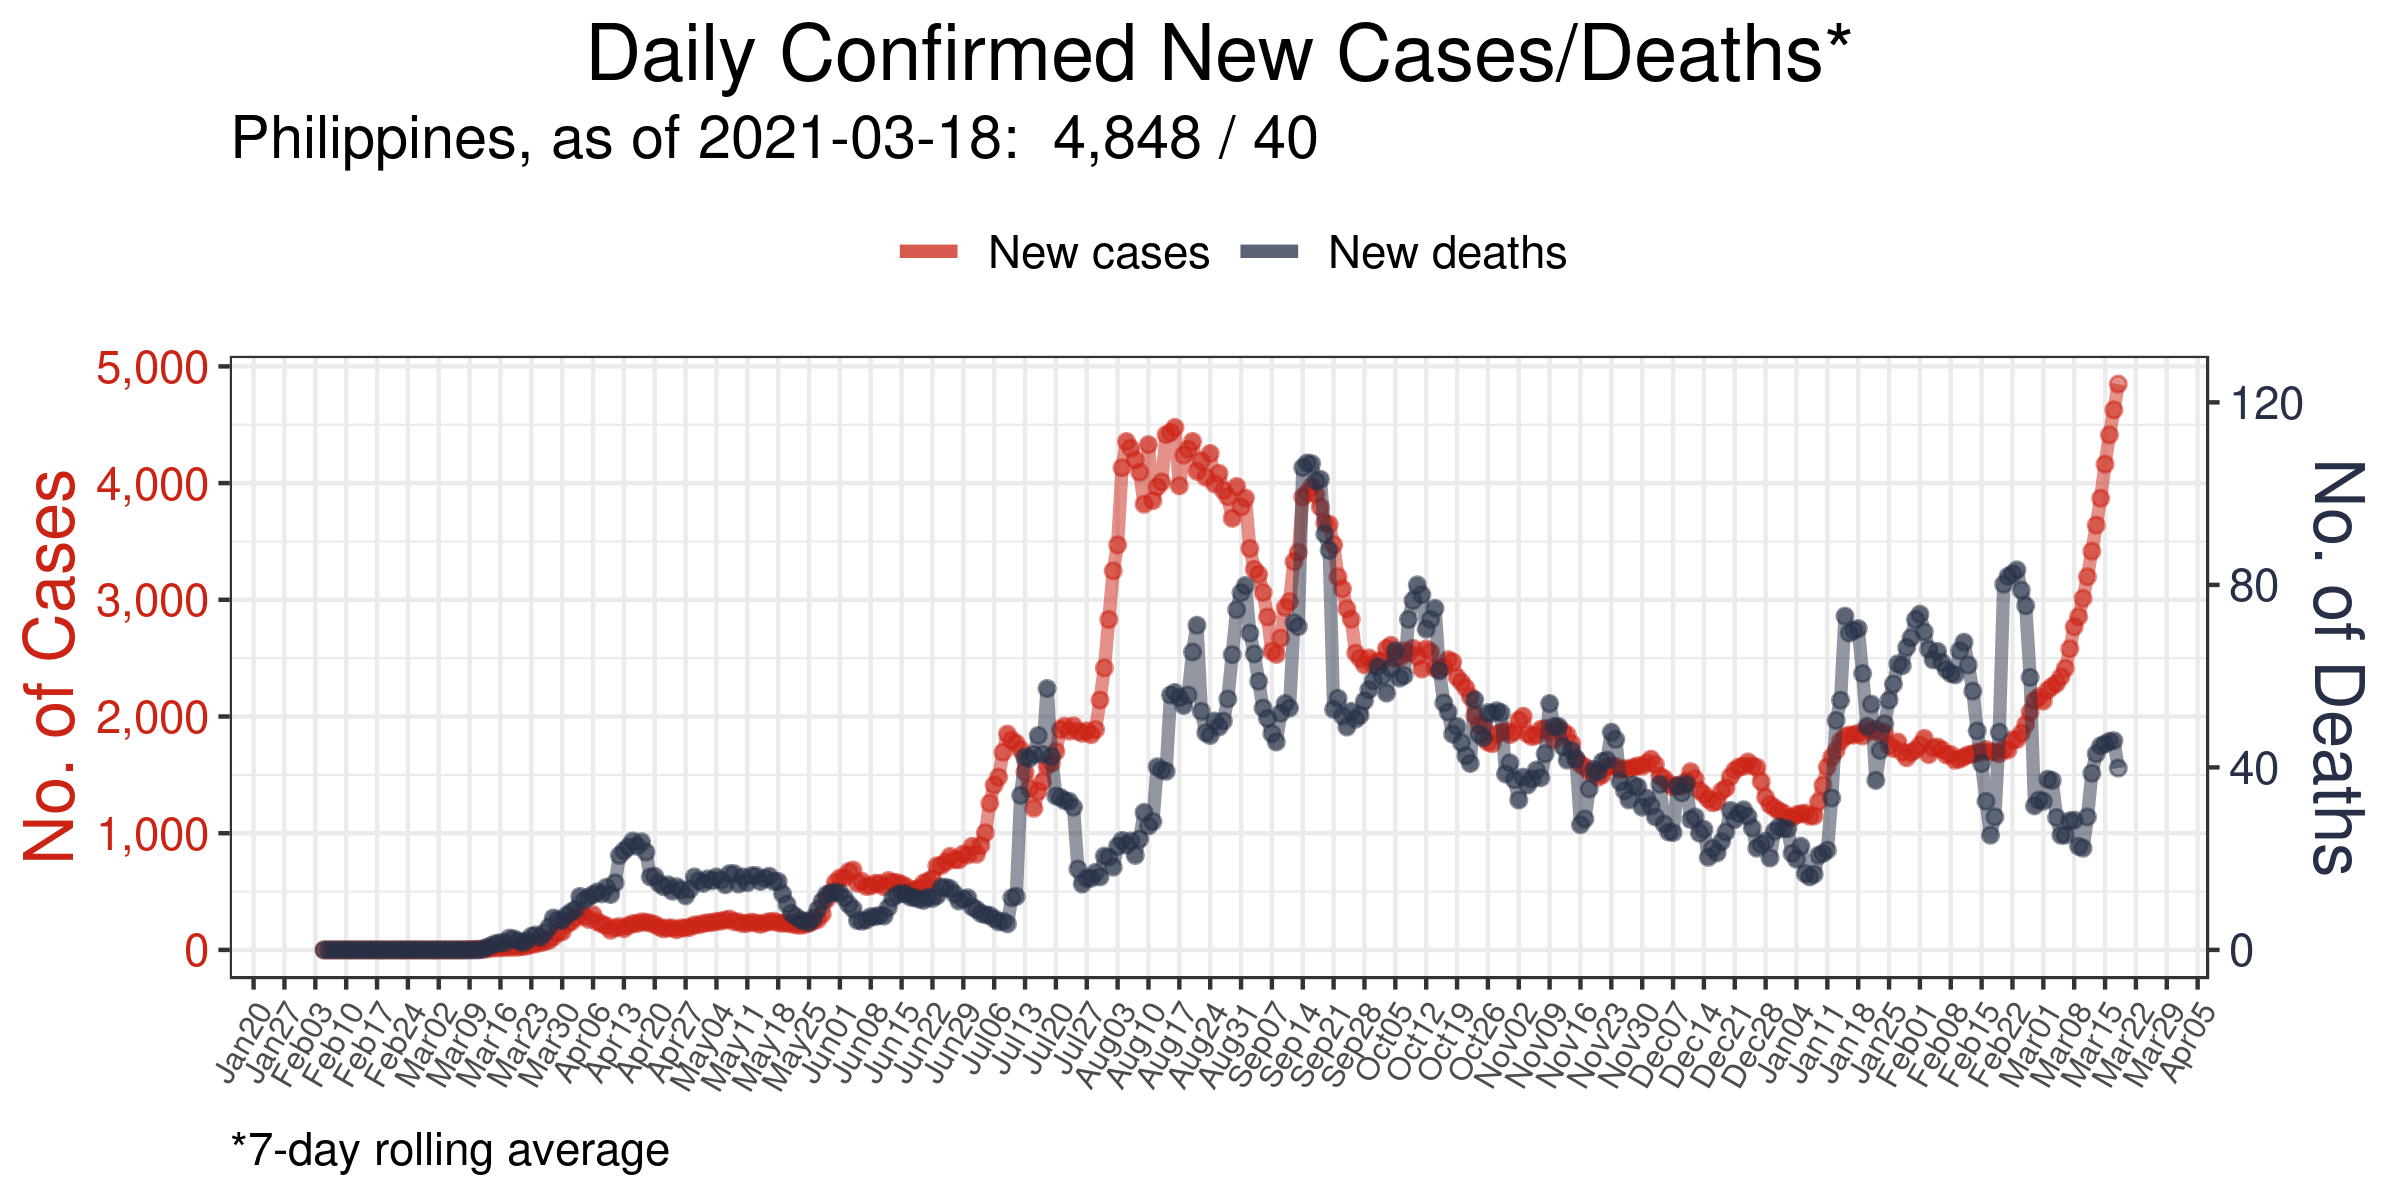 Daily Confirmed New Cases/Deaths*
Philippines, as of 2021-03-18:  4,848 / 40
New cases
New deaths
No. of Cases
5,000
4,000
3,000
2,000
1,000
0
120
80
40
0
No. of Deaths
Jan20
Jan27
Feb03
Feb10
Feb17
Feb24
Mar02
Mar09
Mar16
Mar23
Mar30
Apr06
Apr13
Apr20
Apr27
May04
May11
May18
May25
Jun01
Jun08
Jun15
Jun22
Jun29
Jul06
Jul13
Jul20
Jul27
Aug03
Aug10
Aug17
Aug24
Aug31
Sep07
Sep14
Sep21
Sep28
Oct05
Oct12
Oct19
Oct26
Nov02
Nov09
Nov16
Nov23
Nov30
Dec07
Dec14
Dec21
Dec28
Jan04
Jan11
Jan18
Jan25
Feb01
Feb08
Feb15
Feb22
Mar01
Mar08
Mar15
Mar22
Mar29
Apr05
*7-day rolling average